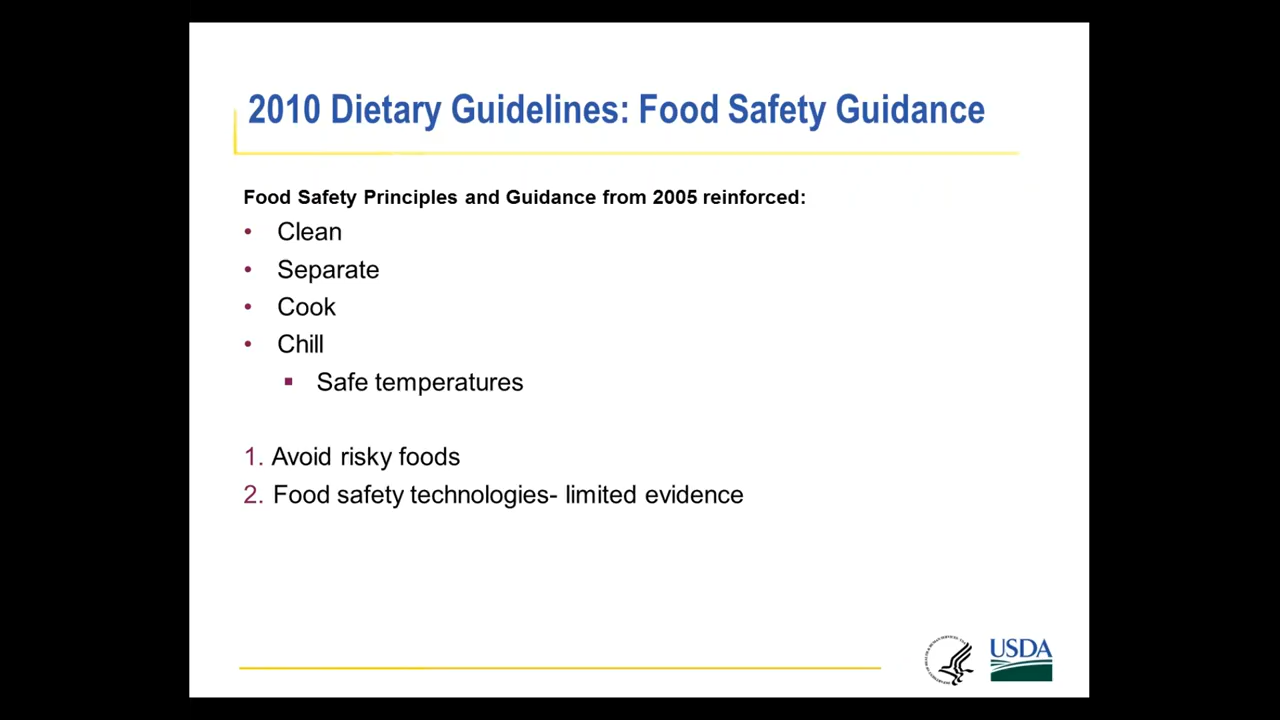 2010 Dietary Guidelines: Food Safety Guidance
Food Safety Principles and Guidance from 2005 reinforced:
• Clean
• Separate
• Cook
• Chill
▪ Safe temperatures
1. Avoid risky foods
2. Food safety technologies- limited evidence
USDA